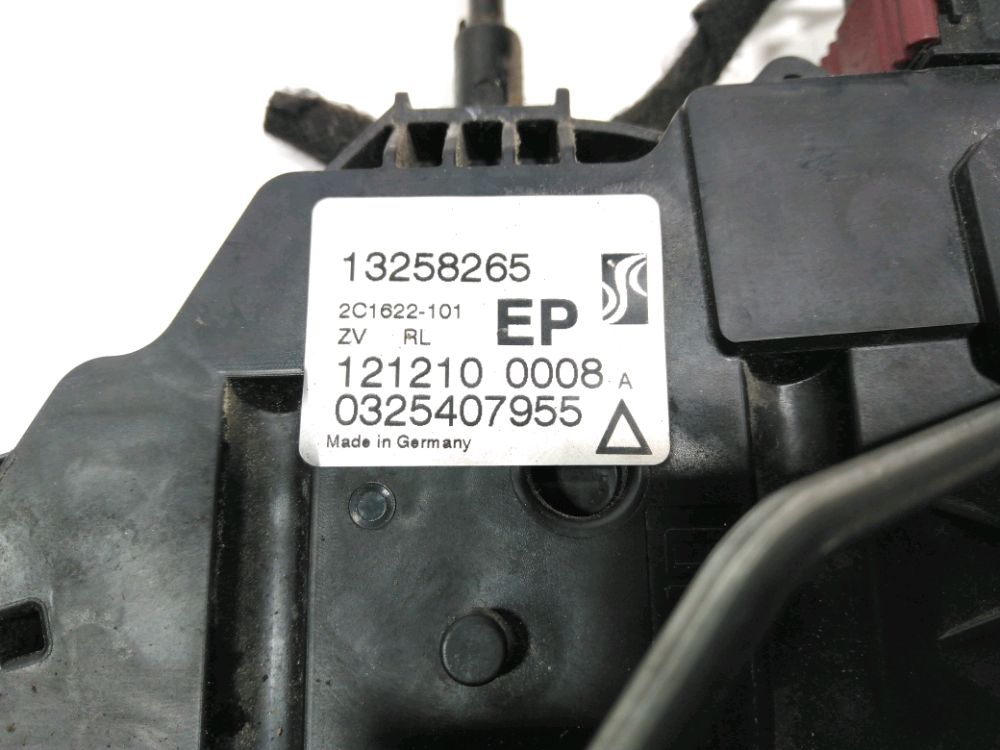 13258265
2C1622-101
EP
ZV RL
121210 0008 A
0325407955
Made in Germany